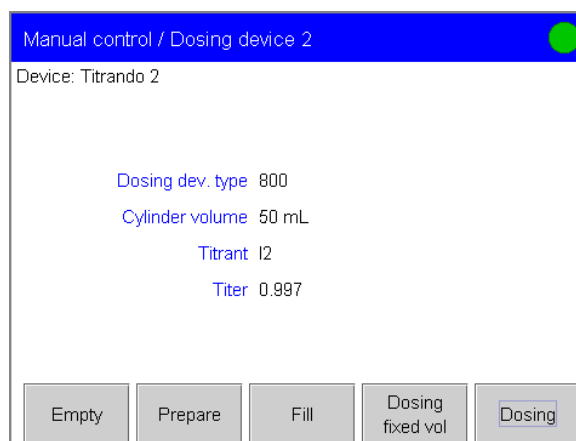 Manual control / Dosing device 2
Device: Titrando 2
Dosing dev. type 800
Cylinder volume 50 mL
Titrant I2
Titer 0.997
Empty Prepare Fill Dosing fixed vol Dosing